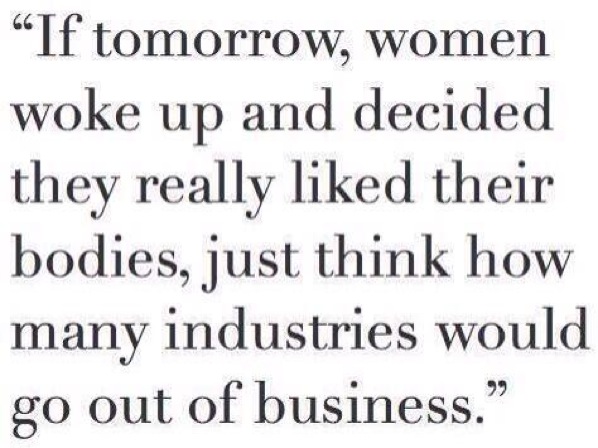 “If tomorrow, women
woke up and decided
they really liked their
bodies, just think how
many industries would
go out of business.”